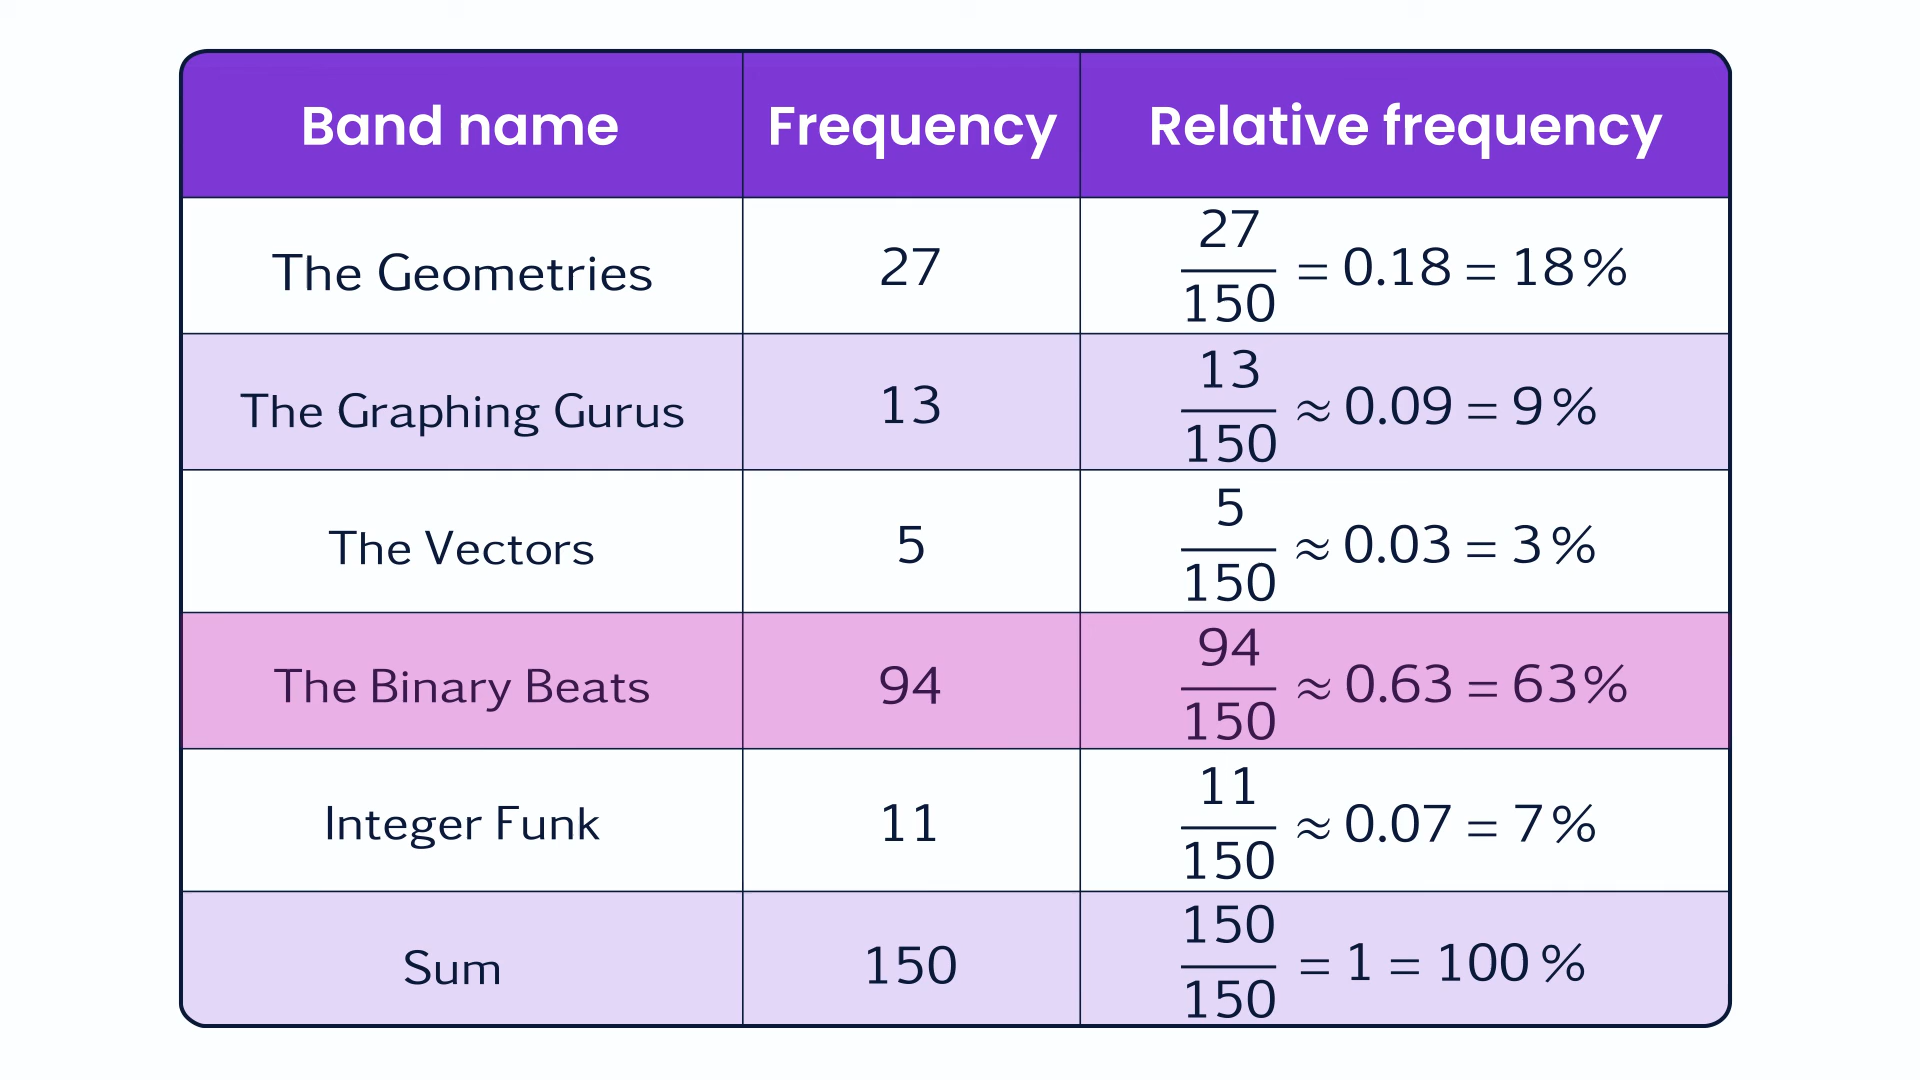 Band name Frequency Relative frequency
The Geometries 27 27/150 = 0.18 = 18%
The Graphing Gurus 13 13/150 ≈ 0.09 = 9%
The Vectors 5 5/150 ≈ 0.03 = 3%
The Binary Beats 94 94/150 ≈ 0.63 = 63%
Integer Funk 11 11/150 ≈ 0.07 = 7%
Sum 150 150/150 = 1 = 100%